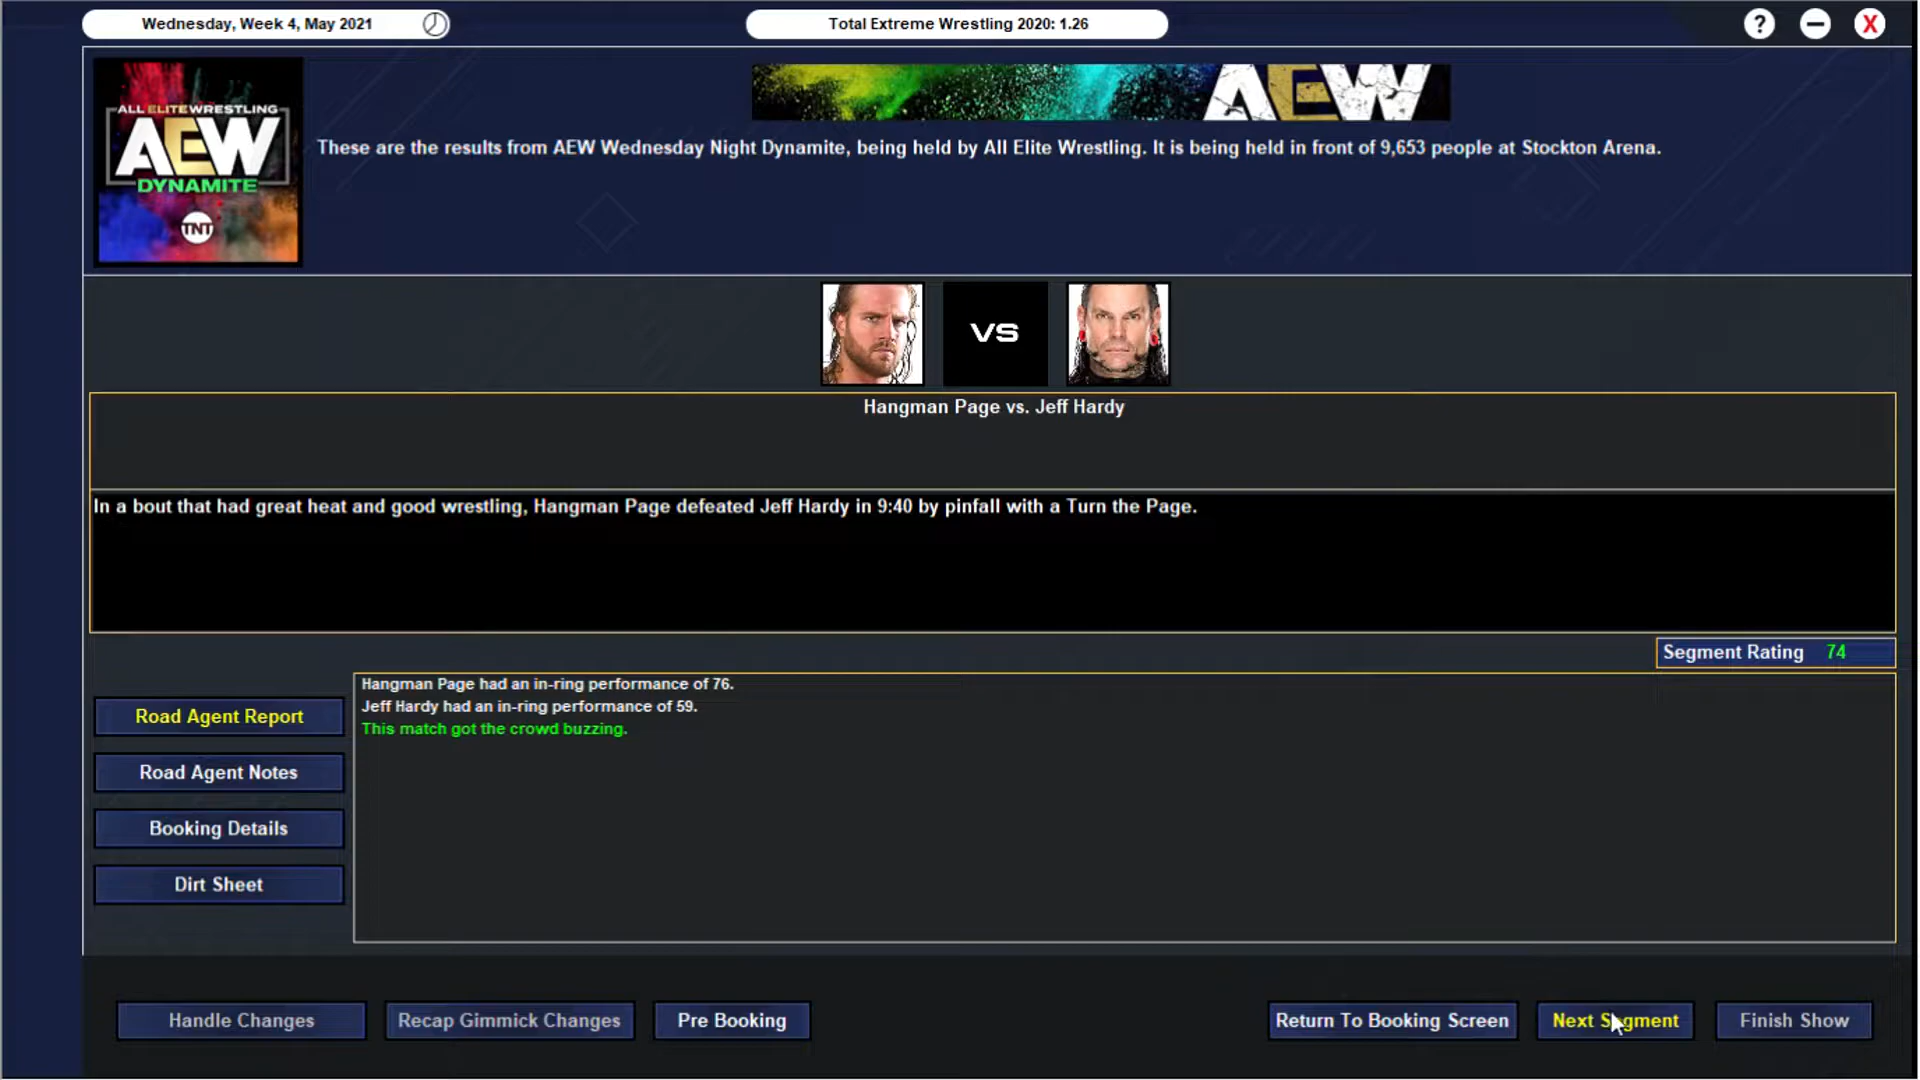 Wednesday, Week 4, May 2021
Total Extreme Wrestling 2020: 1.26
?
X
ALL ELITE WRESTLING
AEW
DYNAMITE
TNT
AEW
These are the results from AEW Wednesday Night Dynamite, being held by All Elite Wrestling. It is being held in front of 9,653 people at Stockton Arena.
VS
Hangman Page vs. Jeff Hardy
In a bout that had great heat and good wrestling, Hangman Page defeated Jeff Hardy in 9:40 by pinfall with a Turn the Page.
Segment Rating 74
Road Agent Report
Road Agent Notes
Booking Details
Dirt Sheet
Hangman Page had an in-ring performance of 76.
Jeff Hardy had an in-ring performance of 59.
This match got the crowd buzzing.
Handle Changes
Recap Gimmick Changes
Pre Booking
Return To Booking Screen
Next Segment
Finish Show